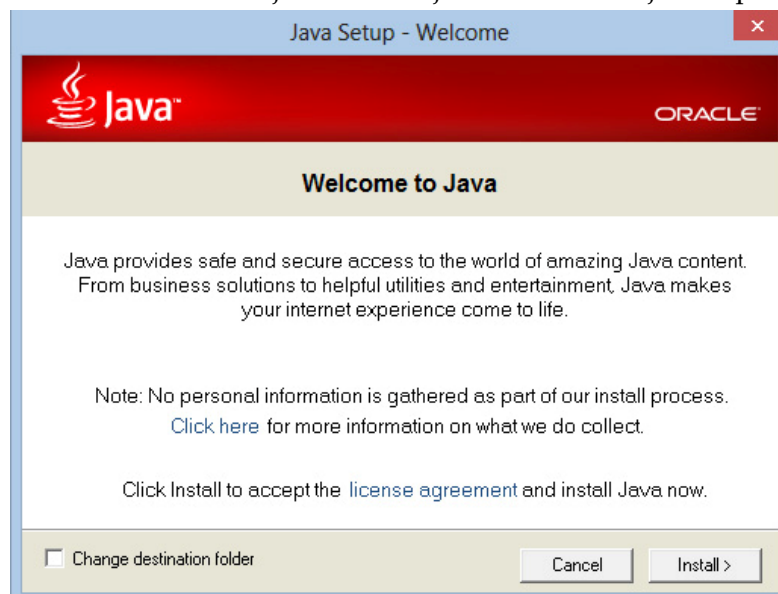 Java Setup - Welcome
Java™
ORACLE
Welcome to Java
Java provides safe and secure access to the world of amazing Java content.
From business solutions to helpful utilities and entertainment, Java makes
your internet experience come to life.
Note: No personal information is gathered as part of our install process.
Click here for more information on what we do collect.
Click Install to accept the license agreement and install Java now.
Change destination folder
Cancel
Install >